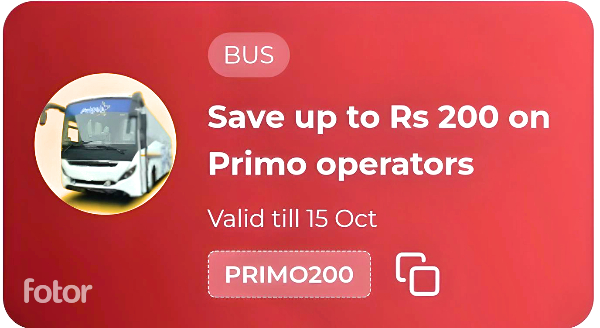 BUS
Save up to Rs 200 on
Primo operators
Valid till 15 Oct
PRIMO200
fotor